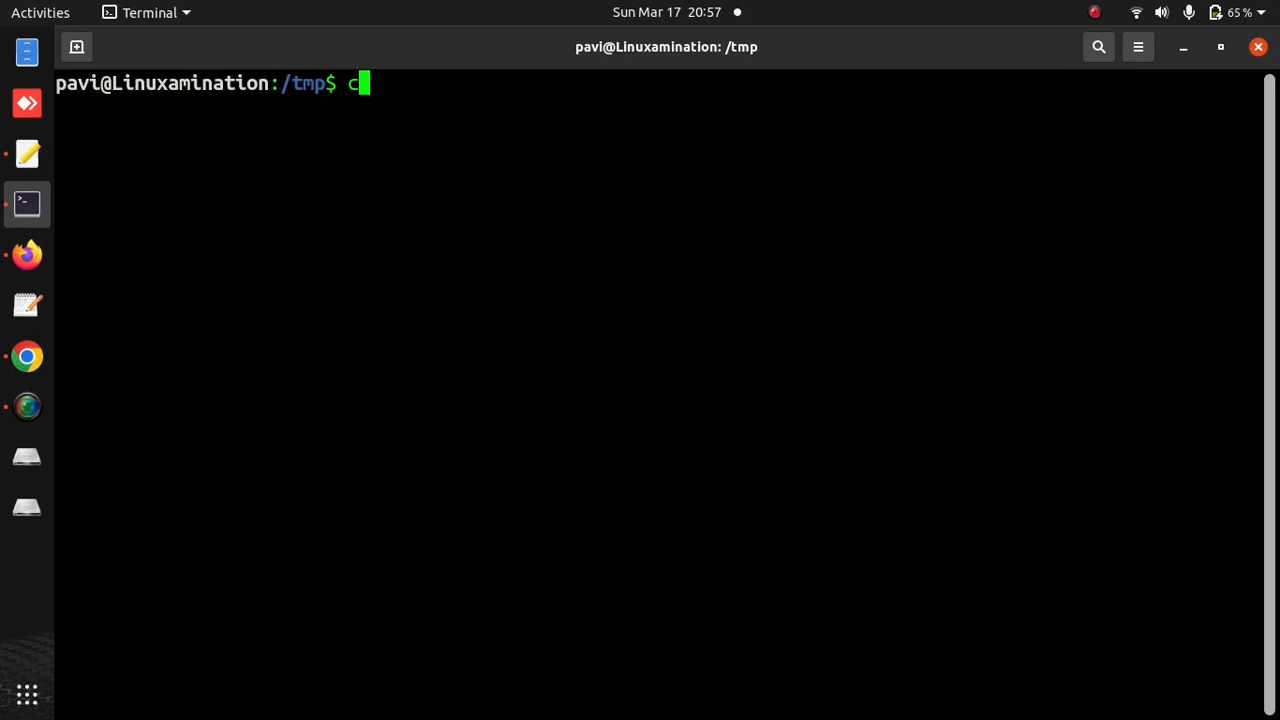 Activities
Terminal
Sun Mar 17 20:57
65 %
pavi@Linuxamination: /tmp
pavi@Linuxamination:/tmp$ c